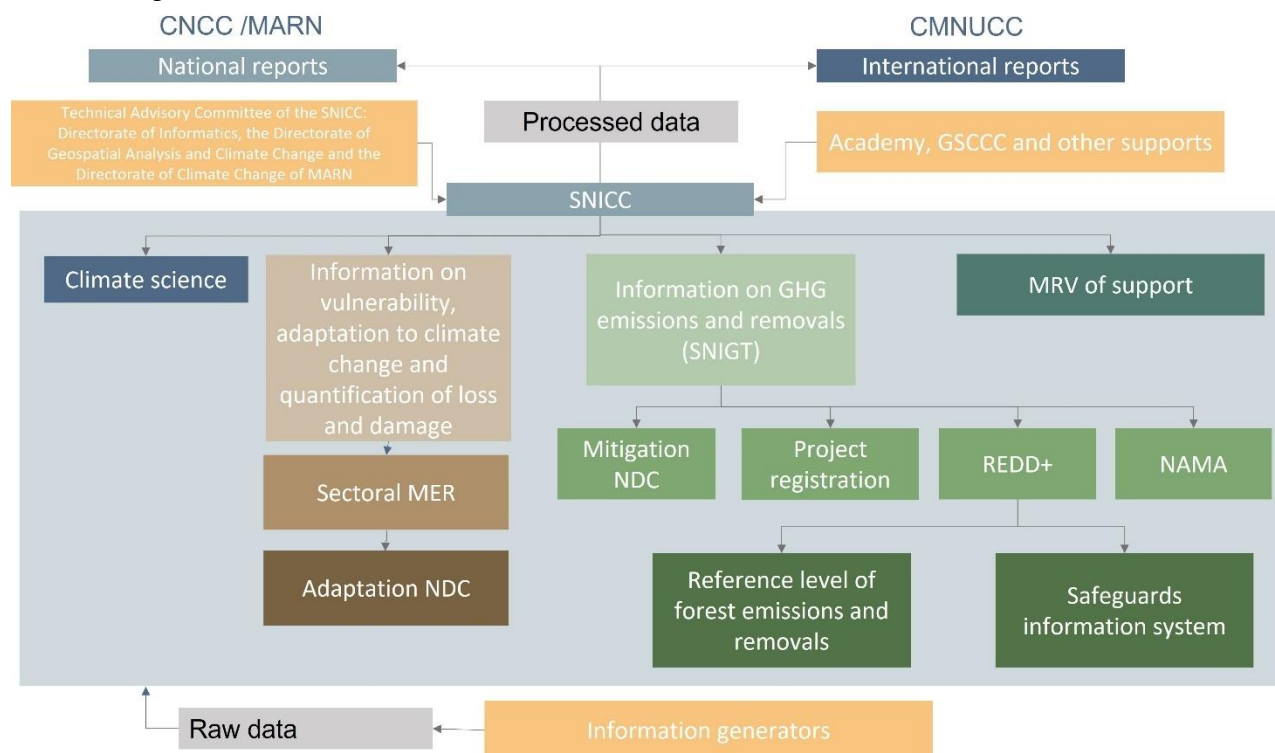 CNCC /MARN
CMNUCC
National reports
International reports
Technical Advisory Committee of the SNICC:
Directorate of Informatics, the Directorate of
Geospatial Analysis and Climate Change and the
Directorate of Climate Change of MARN
Processed data
Academy, GSCCC and other supports
SNICC
Climate science
Information on
vulnerability,
adaptation to climate
change and
quantification of loss
and damage
Information on GHG
emissions and removals
(SNIGT)
MRV of support
Sectoral MER
Adaptation NDC
Mitigation
NDC
Project
registration
REDD+
NAMA
Reference level of
forest emissions and
removals
Safeguards
information system
Raw data
Information generators